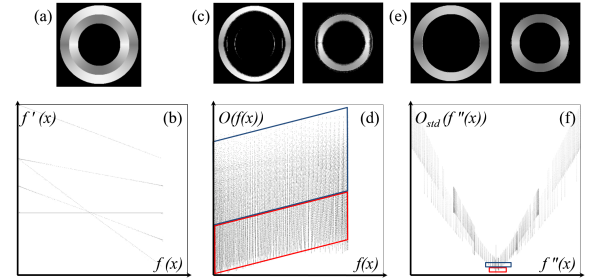 (a)
(c)
(e)
f '(x)
(b)
f (x)
O(f(x))
(d)
f(x)
Ostd(f "(x))
(f)
f "(x)